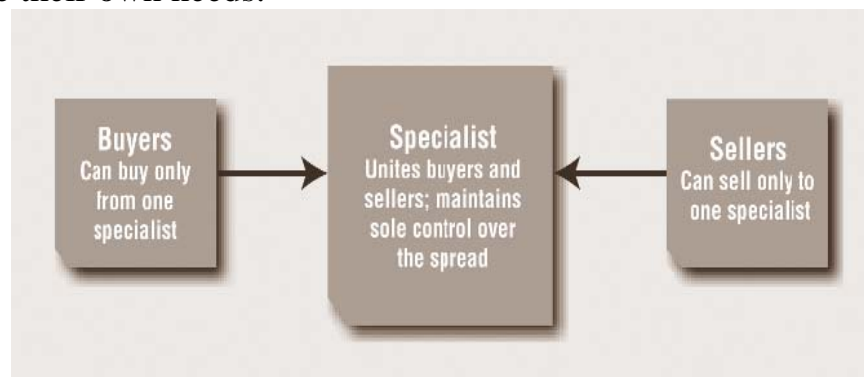 their own needs.
Buyers
Can buy only
from one
specialist
Specialist
Unites buyers and
sellers; maintains
sole control over
the spread
Sellers
Can sell only to
one specialist